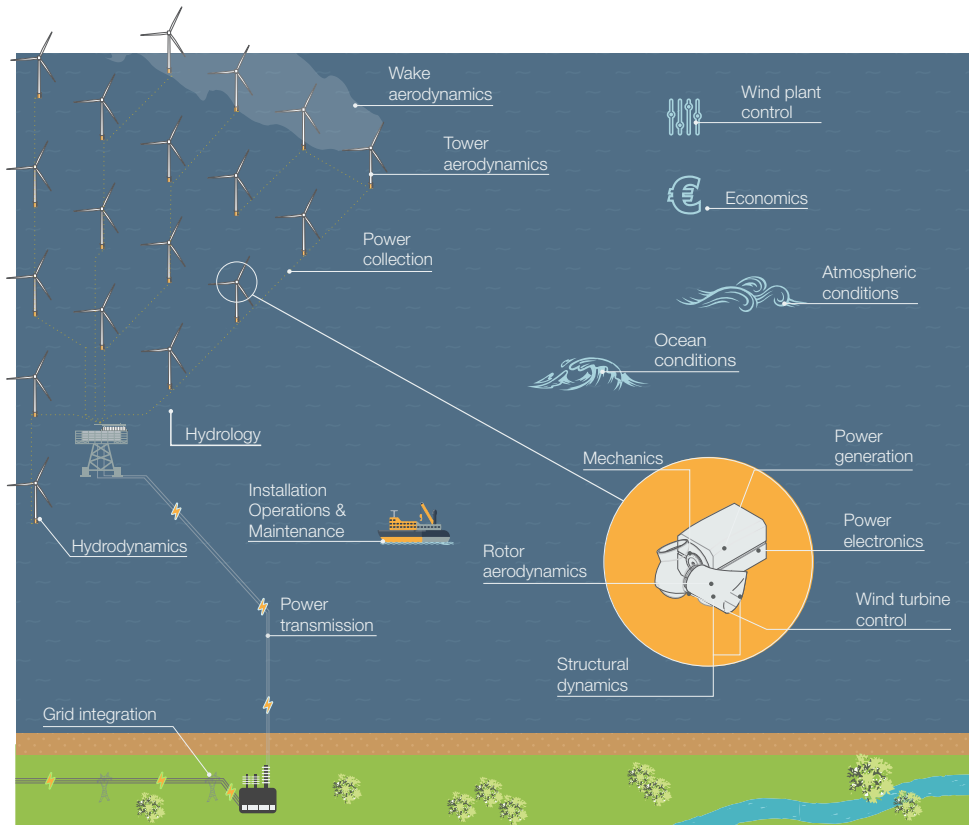 Wake
aerodynamics
Wind plant
control
Tower
aerodynamics
Economics
Power
collection
Atmospheric
conditions
Ocean
conditions
Hydrology
Power
generation
Mechanics
Installation
Operations &
Maintenance
Power
electronics
Hydrodynamics
Rotor
aerodynamics
Wind turbine
control
Power
transmission
Structural
dynamics
Grid integration
€